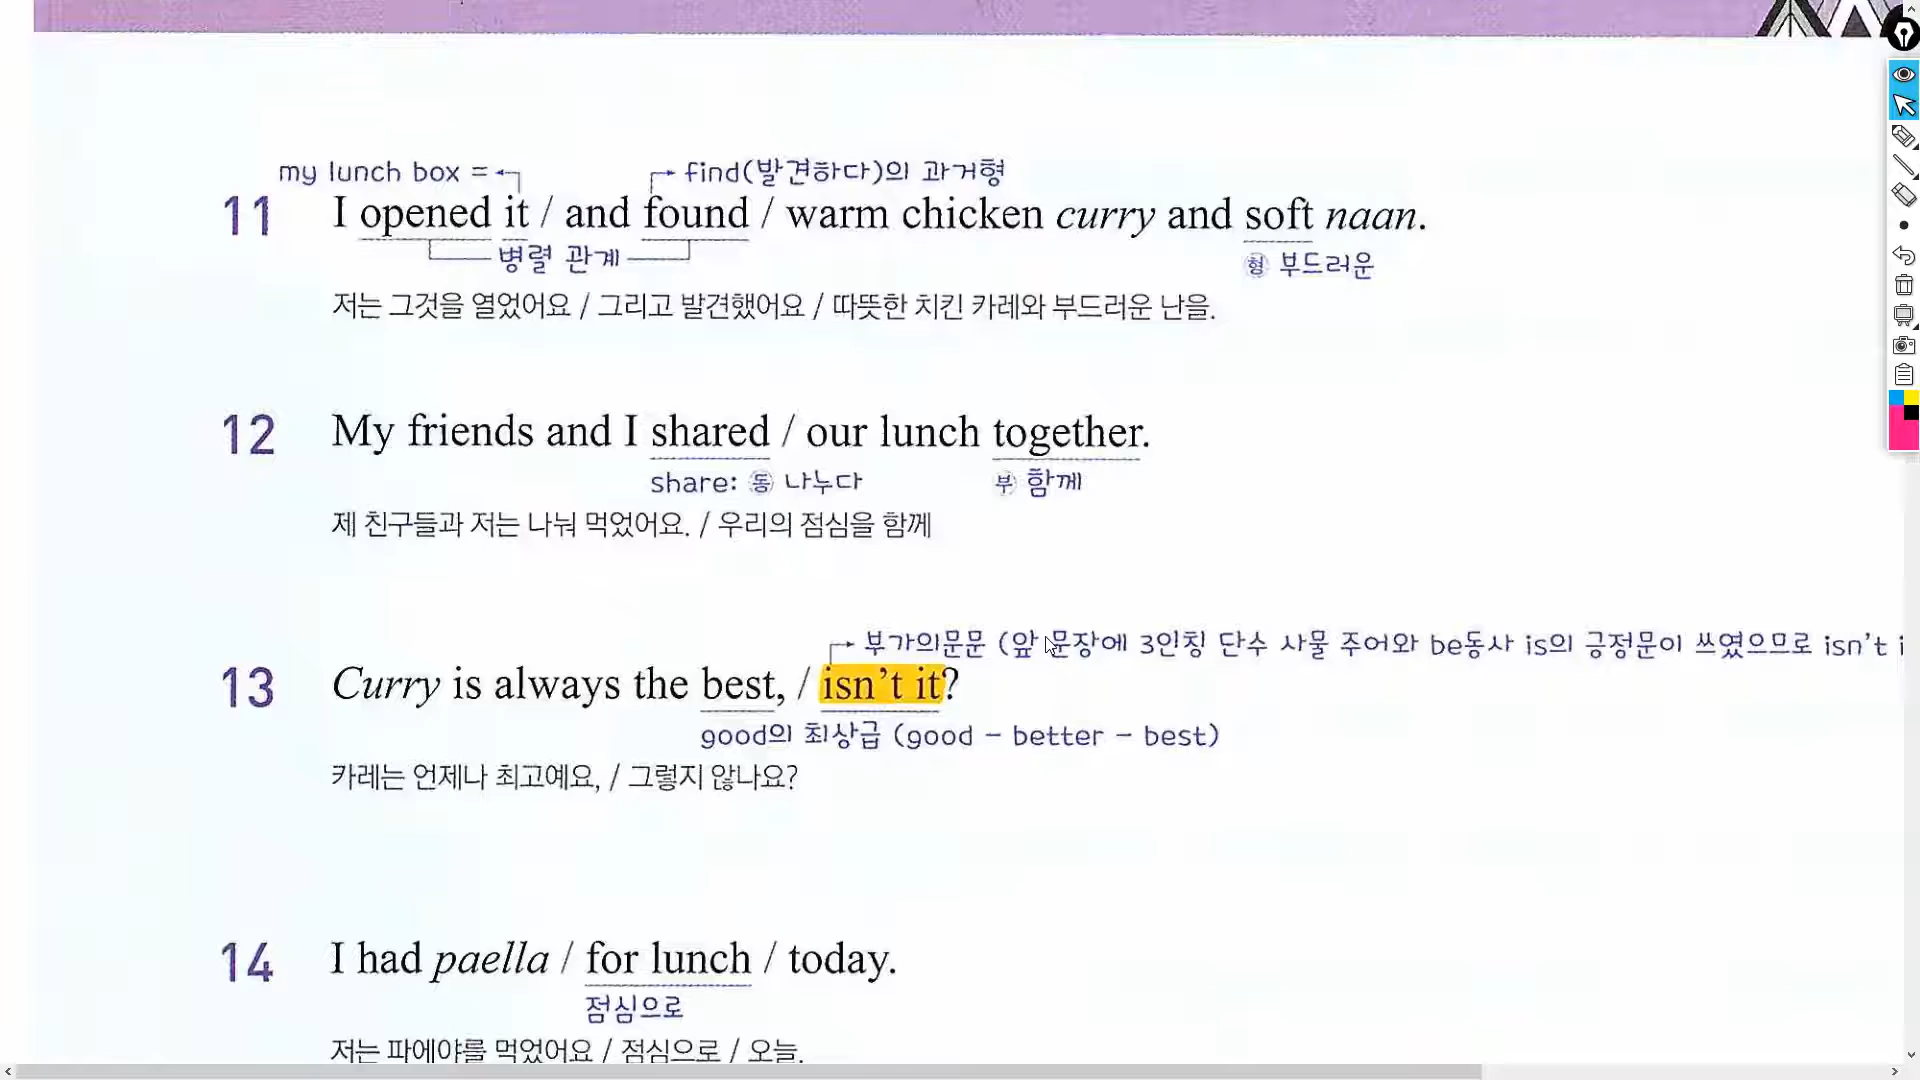 my lunch box = find(발견하다)의 과거형
11 I opened it / and found / warm chicken curry and soft naan.
병렬 관계 형 부드러운
저는 그것을 열었어요 / 그리고 발견했어요 / 따뜻한 치킨 카레와 부드러운 난을.
12 My friends and I shared / our lunch together.
share: 동 나누다 부 함께
제 친구들과 저는 나눠 먹었어요. / 우리의 점심을 함께
부가의문문 (앞 문장에 3인칭 단수 사물 주어와 be동사 is의 긍정문이 쓰였으므로 isn't i
13 Curry is always the best, / isn't it?
good의 최상급 (good – better – best)
카레는 언제나 최고예요, / 그렇지 않나요?
14 I had paella / for lunch / today.
점심으로
저는 파에야를 먹었어요 / 점심으로 / 오늘.